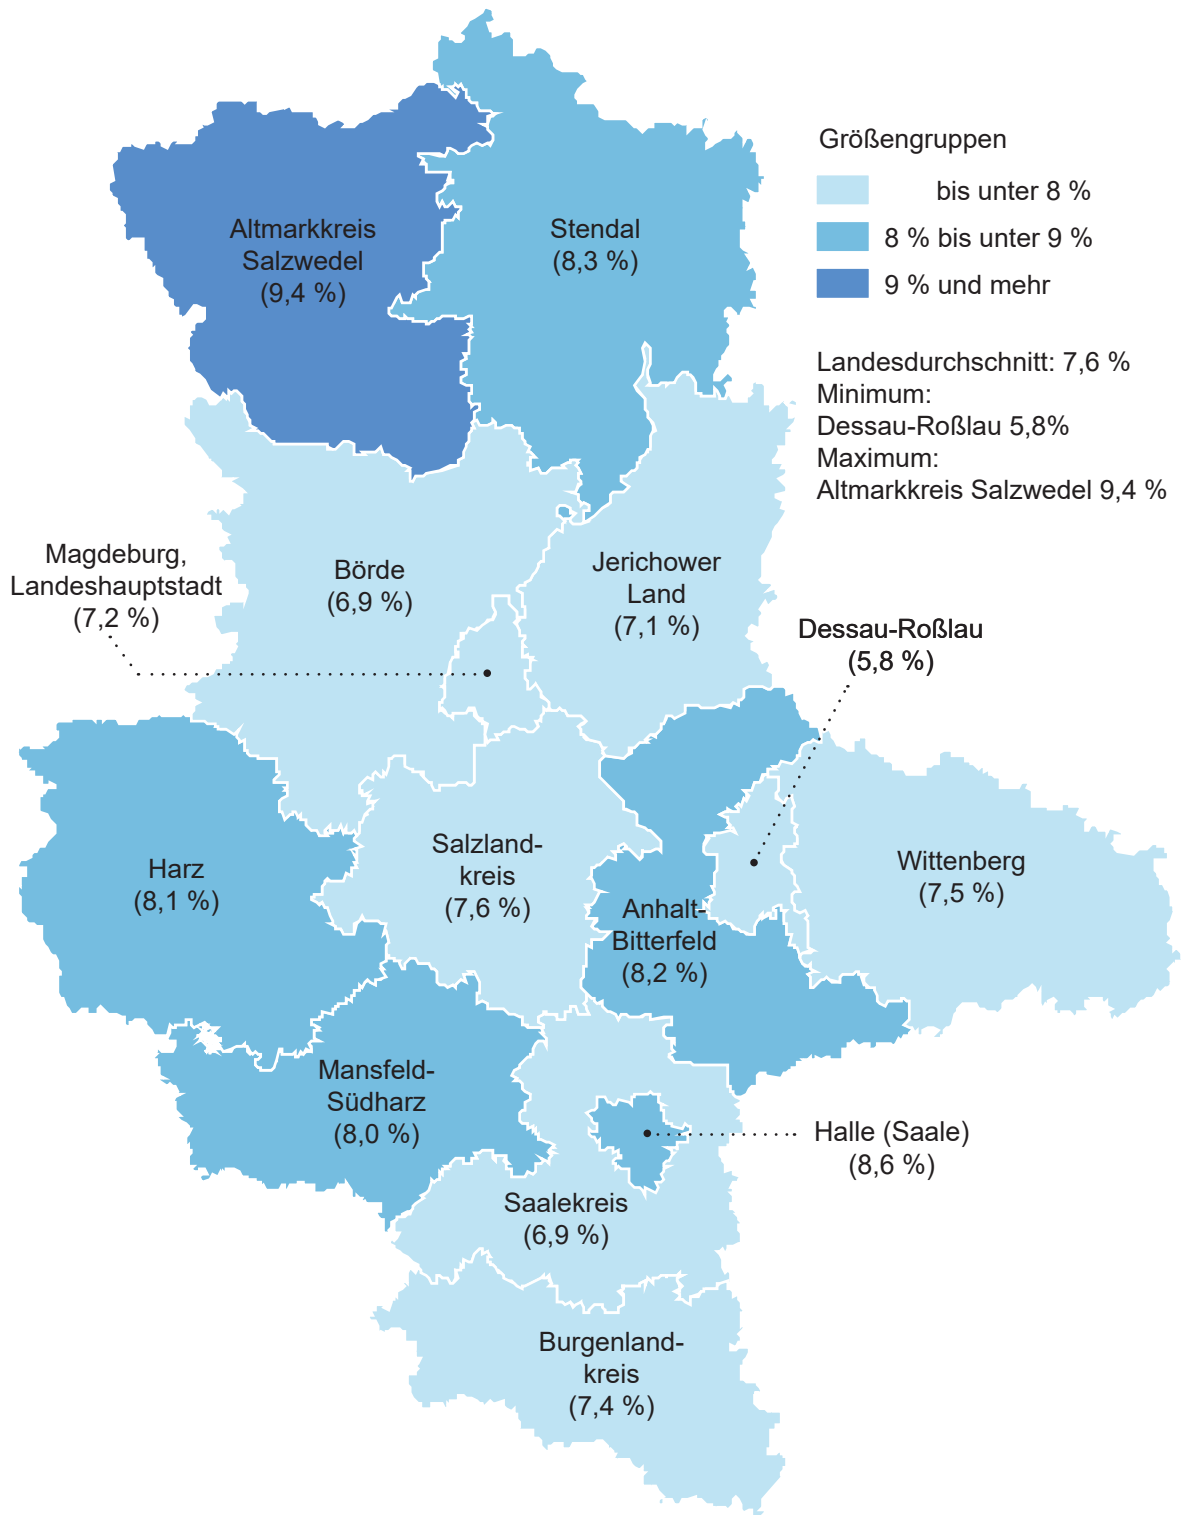 Größengruppen
bis unter 8 %
8 % bis unter 9 %
9 % und mehr
Landesdurchschnitt: 7,6 %
Minimum:
Dessau-Roßlau 5,8%
Maximum:
Altmarkkreis Salzwedel 9,4 %
Altmarkkreis
Salzwedel
(9,4 %)
Stendal
(8,3 %)
Magdeburg,
Landeshauptstadt
(7,2 %)
Börde
(6,9 %)
Jerichower
Land
(7,1 %)
Dessau-Roßlau
(5,8 %)
Harz
(8,1 %)
Salzland-
kreis
(7,6 %)
Anhalt-
Bitterfeld
(8,2 %)
Wittenberg
(7,5 %)
Mansfeld-
Südharz
(8,0 %)
Halle (Saale)
(8,6 %)
Saalekreis
(6,9 %)
Burgenland-
kreis
(7,4 %)